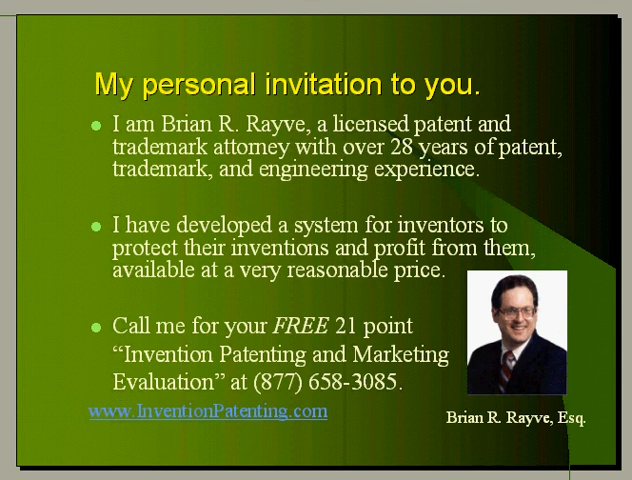 My personal invitation to you.
I am Brian R. Rayve, a licensed patent and
trademark attorney with over 28 years of patent,
trademark, and engineering experience.
I have developed a system for inventors to
protect their inventions and profit from them,
available at a very reasonable price.
Call me for your FREE 21 point
“Invention Patenting and Marketing
Evaluation” at (877) 658-3085.
www.InventionPatenting.com
Brian R. Rayve, Esq.